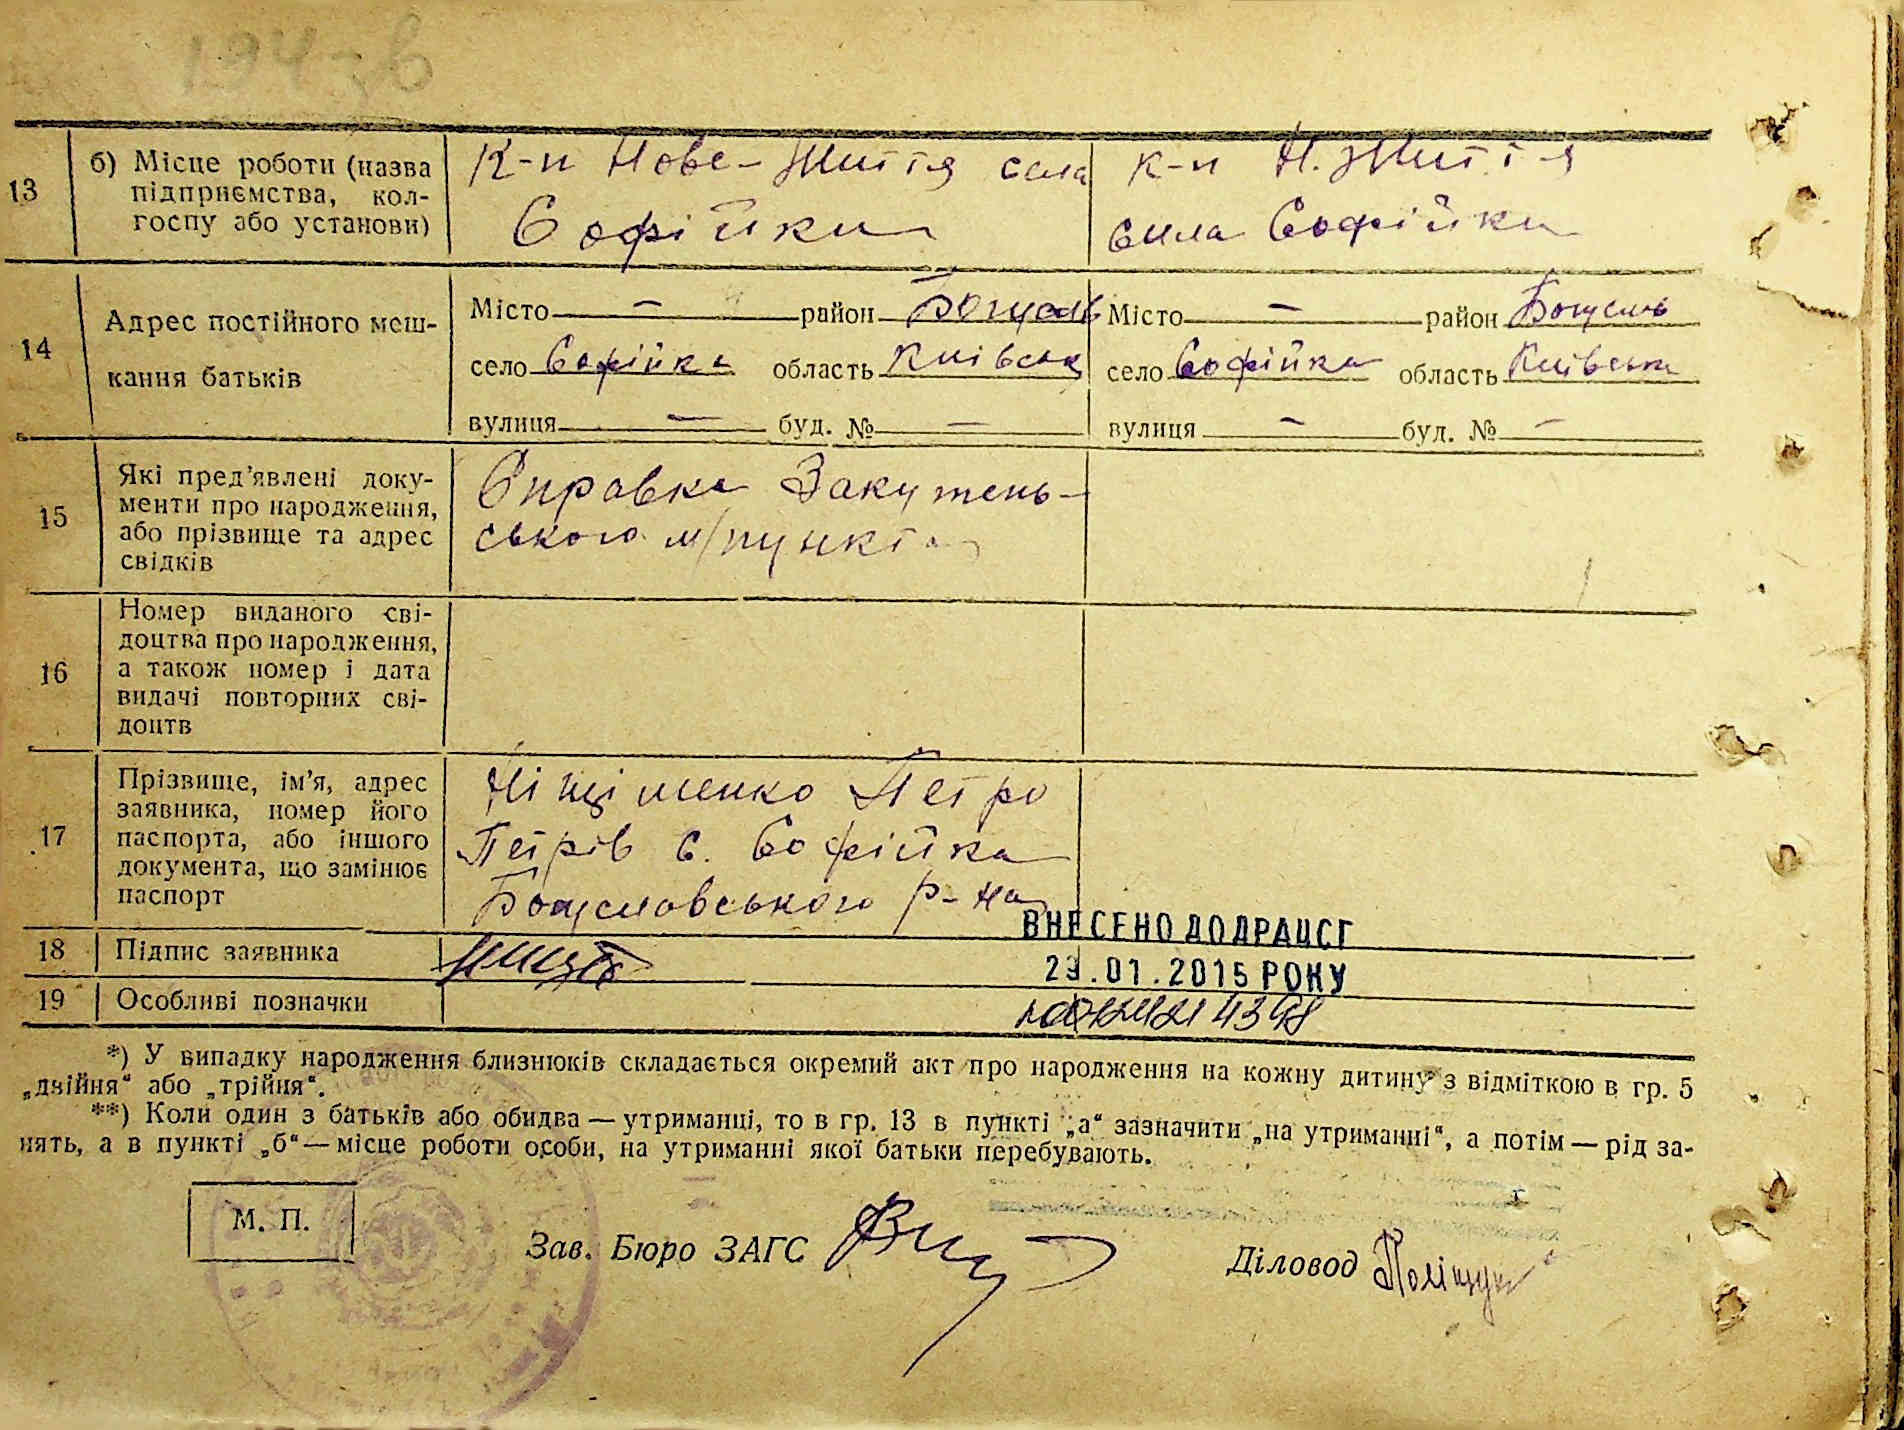 13
б) Місце роботи (назва
підприємства, кол-
госпу або установи)
К-п Нове-Життя села
Софійки
к-п Н. Життя
села Софійки
14
Адрес постійного меш-
кання батьків
Місто — район Богуслав
село Софійка область Київськ
вулиця — буд. № —
Місто — район
село Софійка область Київська
вулиця — буд. № —
15
Які пред’явлені доку-
менти про народження,
або прізвище та адрес
свідків
Справка Закутень-
ського м/пункта
16
Номер виданого сві-
доцтва про народження,
а також номер і дата
видачі повторних сві-
доцтв
17
Прізвище, ім’я, адрес
заявника, номер його
паспорта, або іншого
документа, що замінює
паспорт
Петро
Петрів с. Софійка
Богуславського р-на
ВНЕСЕНО ДО ДРАЦСГ
18
Підпис заявника
.01.2015 РОКУ
19
Особливі позначки
*) У випадку народження близнюків складається окремий акт про народження на кожну дитину з відміткою в гр. 5
„двійня“ або „трійня“.
**) Коли один з батьків або обидва — утриманці, то в гр. 13 в пункті „а“ зазначити „на утриманні“, а потім — рід за-
нять, а в пункті „б“ — місце роботи особи, на утриманні якої батьки перебувають.
М. П.
Зав. Бюро ЗАГС
Діловод Поліщук